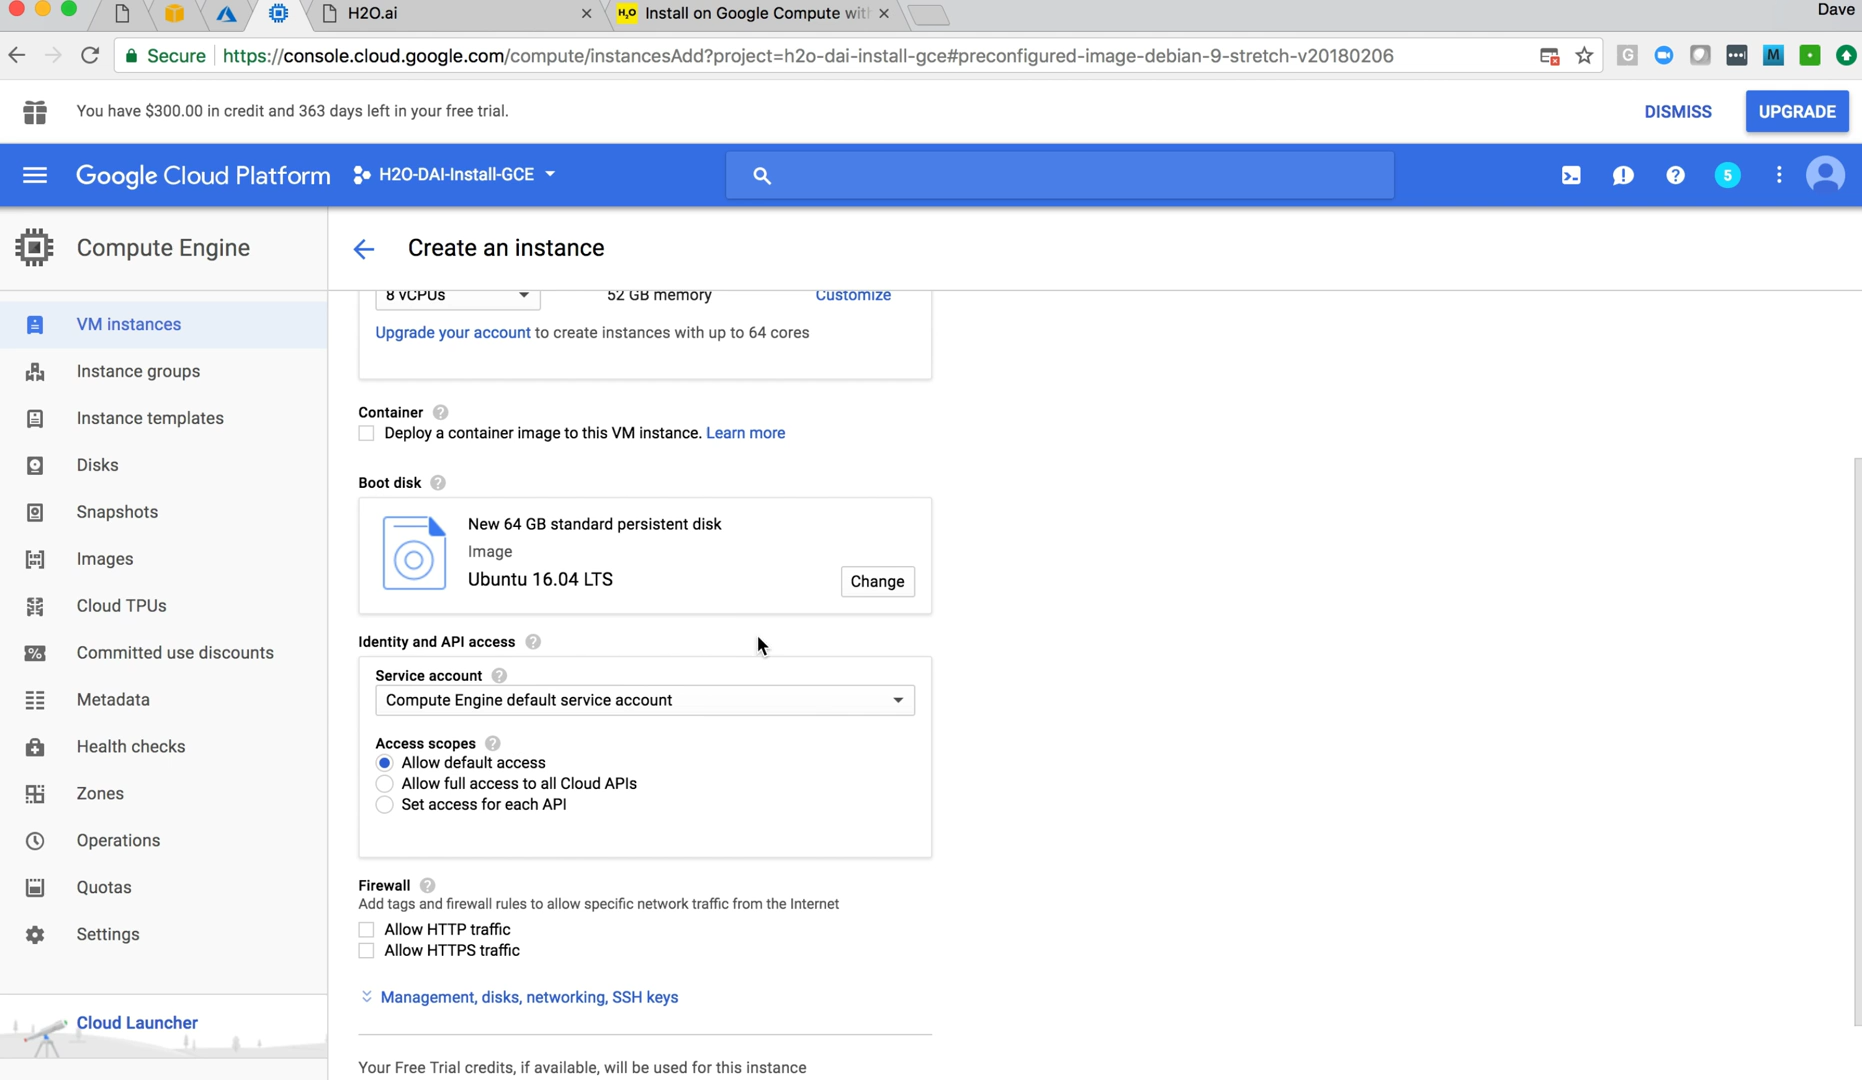 H2O.ai
H2O Install on Google Compute with
Dave
Secure https://console.cloud.google.com/compute/instancesAdd?project=h2o-dai-install-gce#preconfigured-image-debian-9-stretch-v20180206
You have $300.00 in credit and 363 days left in your free trial.
DISMISS
UPGRADE
Google Cloud Platform
H2O-DAI-Install-GCE
5
Compute Engine
Create an instance
VM instances
Instance groups
Instance templates
Disks
Snapshots
Images
Cloud TPUs
Committed use discounts
Metadata
Health checks
Zones
Operations
Quotas
Settings
Cloud Launcher
8 vCPUs
52 GB memory
Customize
Upgrade your account to create instances with up to 64 cores
Container
Deploy a container image to this VM instance. Learn more
Boot disk
New 64 GB standard persistent disk
Image
Ubuntu 16.04 LTS
Change
Identity and API access
Service account
Compute Engine default service account
Access scopes
Allow default access
Allow full access to all Cloud APIs
Set access for each API
Firewall
Add tags and firewall rules to allow specific network traffic from the Internet
Allow HTTP traffic
Allow HTTPS traffic
Management, disks, networking, SSH keys
Your Free Trial credits, if available, will be used for this instance